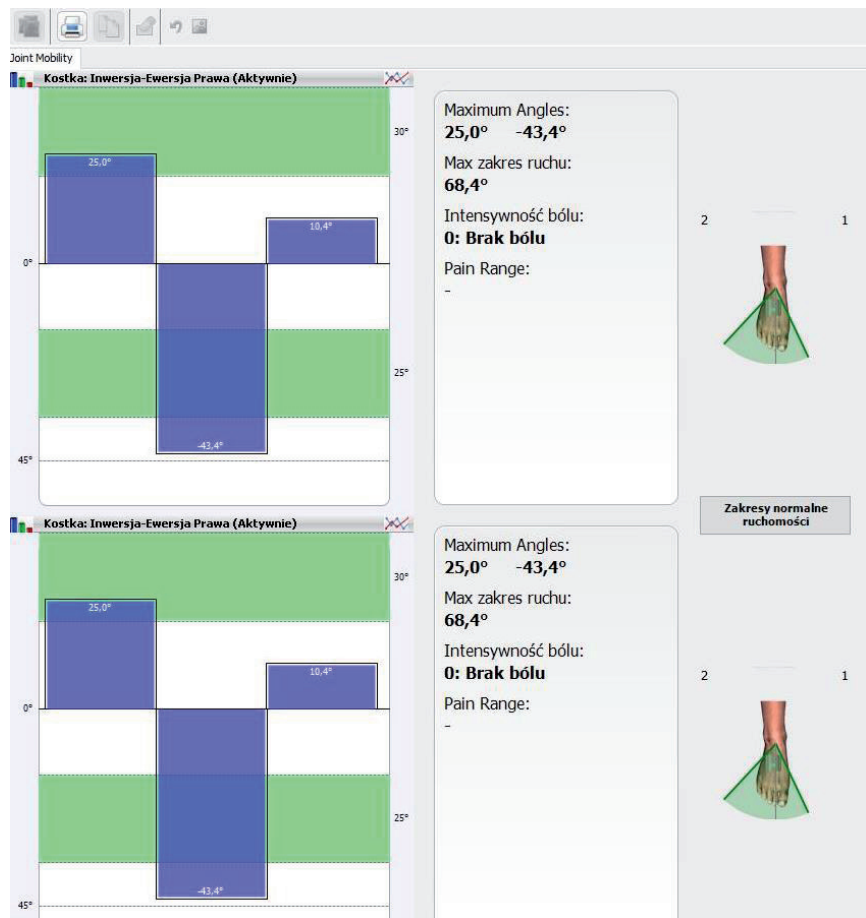 Joint Mobility
Kostka: Inwersja-Ewersja Prawa (Aktywnie)
30°
25,0°
10,4°
0°
25°
-43,4°
45°
Maximum Angles:
25,0° -43,4°
Max zakres ruchu:
68,4°
Intensywność bólu:
0: Brak bólu
Pain Range:
-
2 1
Zakresy normalne
ruchomości
Kostka: Inwersja-Ewersja Prawa (Aktywnie)
30°
25,0°
10,4°
0°
25°
-43,4°
45°
Maximum Angles:
25,0° -43,4°
Max zakres ruchu:
68,4°
Intensywność bólu:
0: Brak bólu
Pain Range:
-
2 1